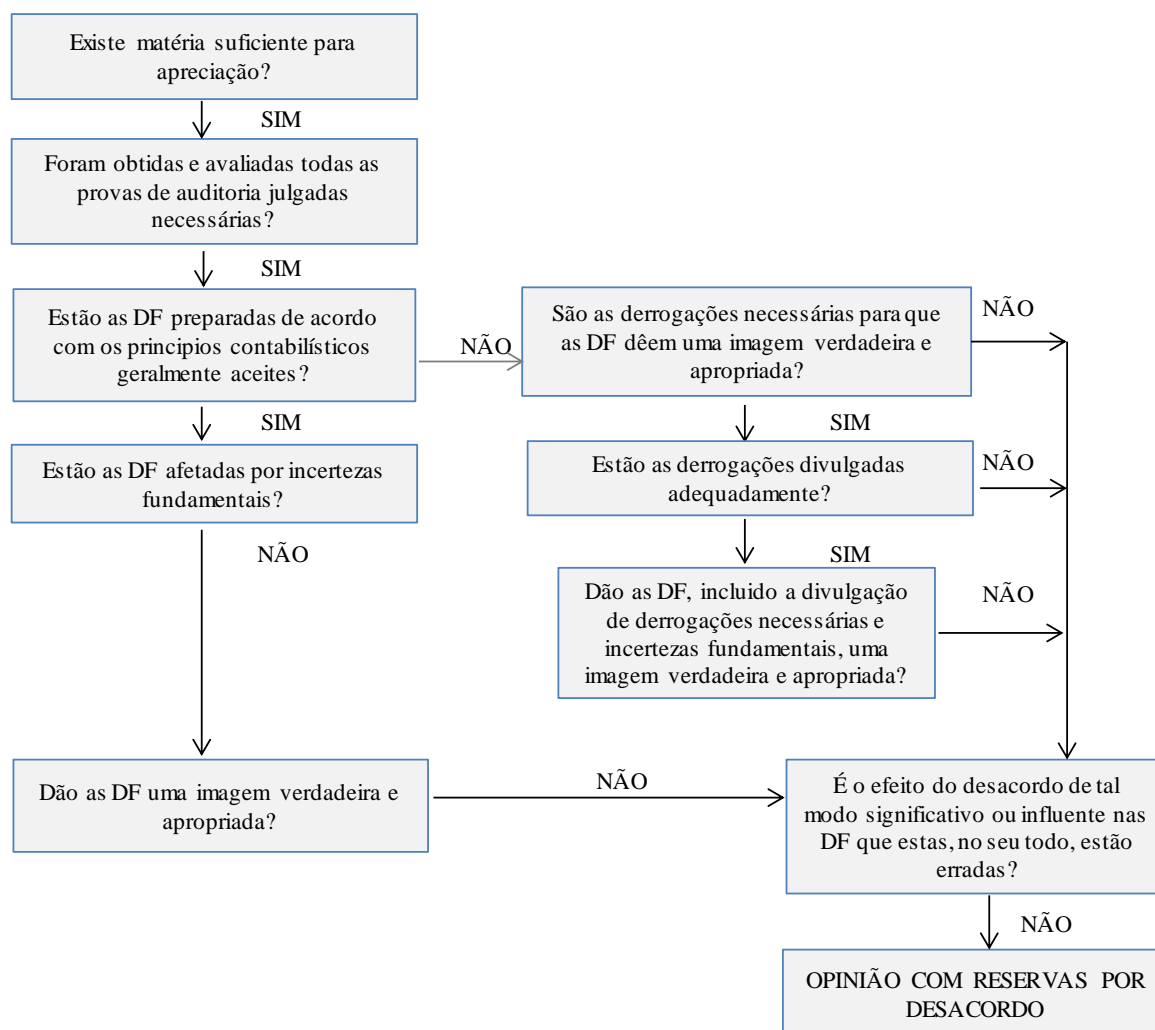 Existe matéria suficiente para
apreciação?
SIM
Foram obtidas e avaliadas todas as
provas de auditoria julgadas
necessárias?
SIM
Estão as DF preparadas de acordo
com os principios contabilísticos
geralmente aceites?
NÃO
São as derrogações necessárias para que
as DF dêem uma imagem verdadeira e
apropriada?
NÃO
SIM
SIM
Estão as DF afetadas por incertezas
fundamentais?
Estão as derrogações divulgadas
adequadamente?
NÃO
NÃO
SIM
Dão as DF, incluido a divulgação
de derrogações necessárias e
incertezas fundamentais, uma
imagem verdadeira e apropriada?
NÃO
Dão as DF uma imagem verdadeira e
apropriada?
NÃO
É o efeito do desacordo de tal
modo significativo ou influente nas
DF que estas, no seu todo, estão
erradas?
NÃO
OPINIÃO COM RESERVAS POR
DESACORDO